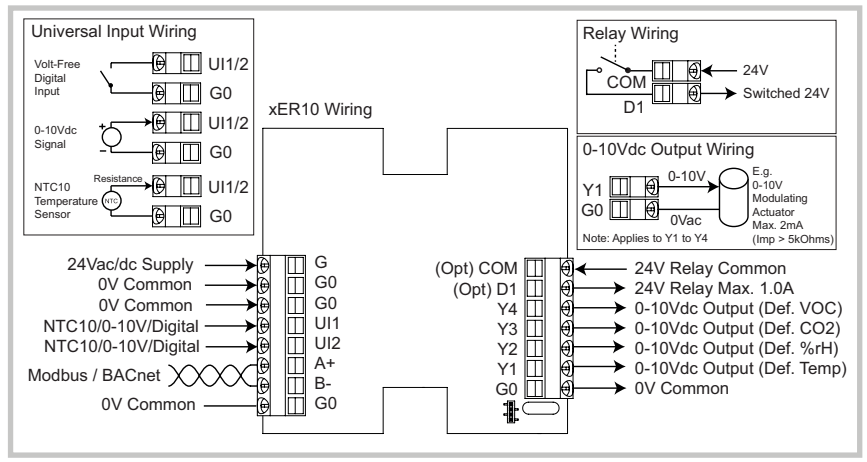 Universal Input Wiring
Volt-Free
Digital
Input
UI1/2
G0
0-10Vdc
Signal
+
-
UI1/2
G0
NTC10
Temperature
Sensor
Resistance
NTC
UI1/2
G0
xER10 Wiring
Relay Wiring
COM
D1
24V
Switched 24V
0-10Vdc Output Wiring
Y1
G0
0-10V
0Vac
E.g.
0-10V
Modulating
Actuator
Max. 2mA
(Imp > 5kOhms)
Note: Applies to Y1 to Y4
24Vac/dc Supply G
0V Common G0
0V Common G0
NTC10/0-10V/Digital UI1
NTC10/0-10V/Digital UI2
Modbus / BACnet
A+
B-
0V Common G0
(Opt) COM 24V Relay Common
(Opt) D1 24V Relay Max. 1.0A
Y4 0-10Vdc Output (Def. VOC)
Y3 0-10Vdc Output (Def. CO2)
Y2 0-10Vdc Output (Def. %rH)
Y1 0-10Vdc Output (Def. Temp)
G0 0V Common